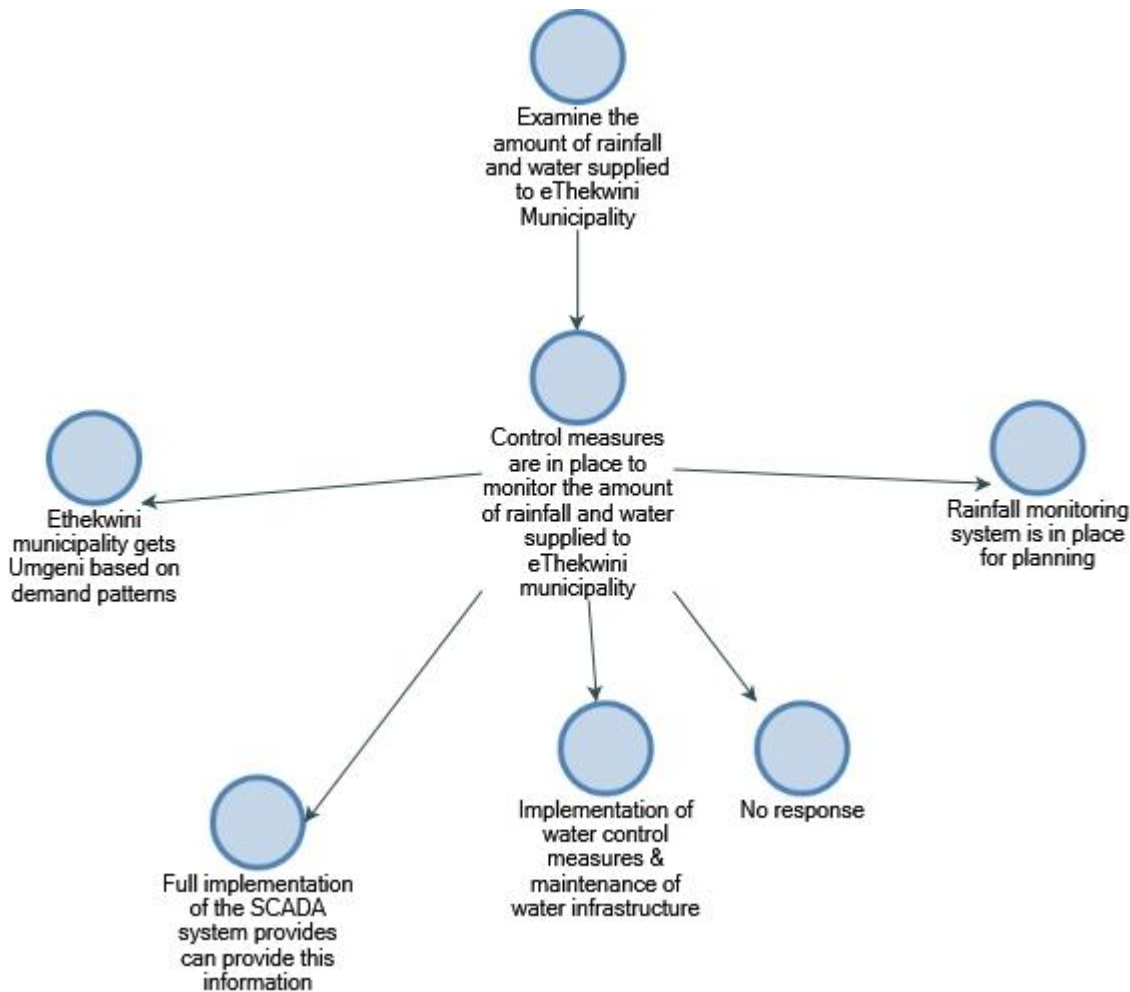 Examine the
amount of rainfall
and water supplied
to eThekwini
Municipality
Control measures
are in place to
monitor the amount
of rainfall and water
supplied to
eThekwini
municipality
Ethekwini
municipality gets
Umgeni based on
demand patterns
Rainfall monitoring
system is in place
for planning
Full implementation
of the SCADA
system provides
can provide this
information
Implementation of
water control
measures &
maintenance of
water infrastructure
No response